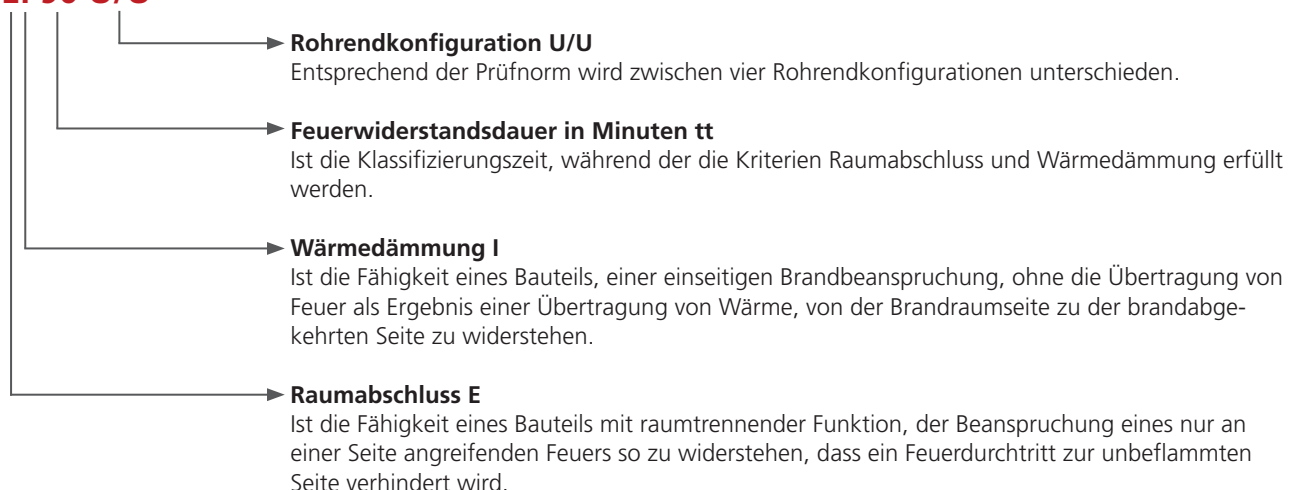 Rohrendkonfiguration U/U
Entsprechend der Prüfnorm wird zwischen vier Rohrendkonfigurationen unterschieden.
Feuerwiderstandsdauer in Minuten tt
Ist die Klassifizierungszeit, während der die Kriterien Raumabschluss und Wärmedämmung erfüllt
werden.
Wärmedämmung I
Ist die Fähigkeit eines Bauteils, einer einseitigen Brandbeanspruchung, ohne die Übertragung von
Feuer als Ergebnis einer Übertragung von Wärme, von der Brandraumseite zu der brandabge-
kehrten Seite zu widerstehen.
Raumabschluss E
Ist die Fähigkeit eines Bauteils mit raumtrennender Funktion, der Beanspruchung eines nur an
einer Seite angreifenden Feuers so zu widerstehen, dass ein Feuerdurchtritt zur unbeflammten
Seite verhindert wird.